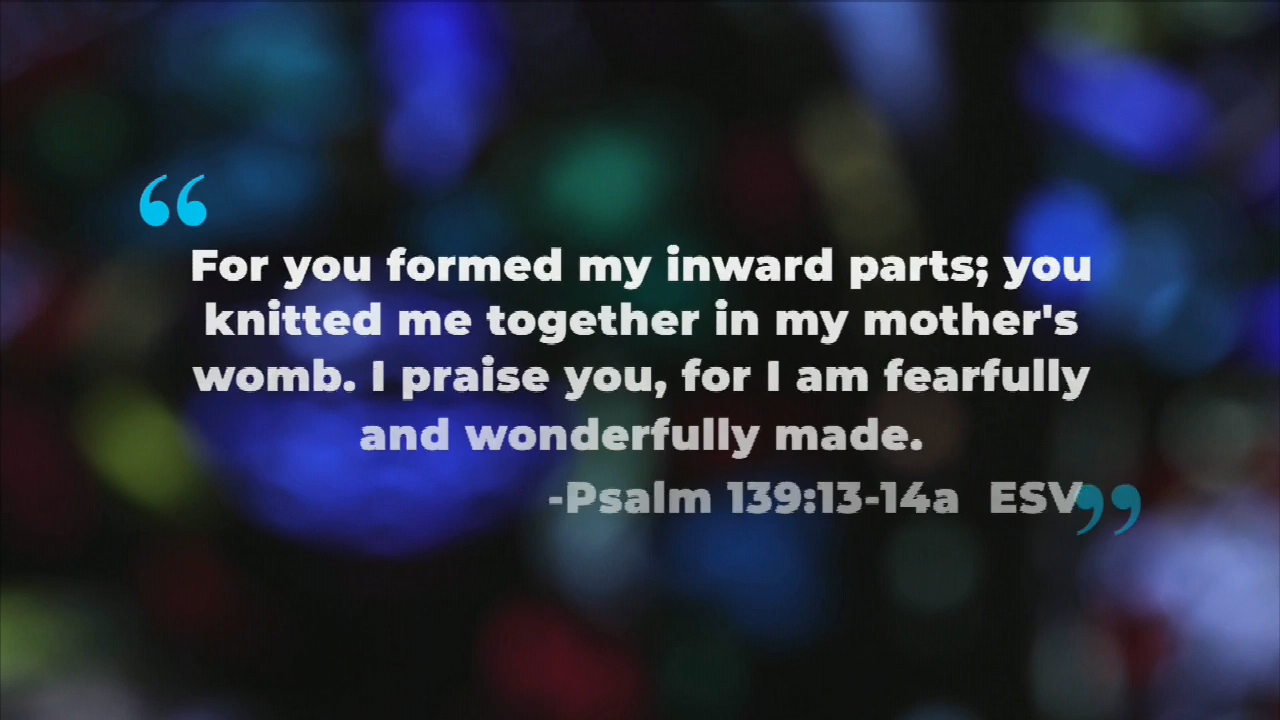 “
For you formed my inward parts; you
knitted me together in my mother's
womb. I praise you, for I am fearfully
and wonderfully made.
-Psalm 139:13-14a  ESV”